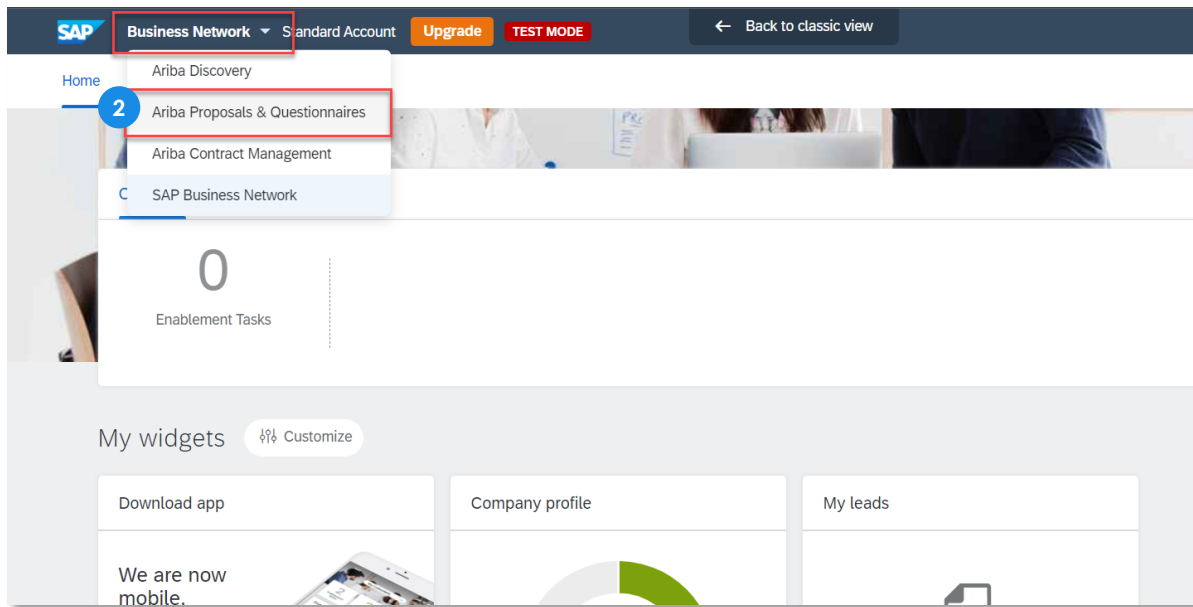 SAP Business Network Standard Account Upgrade TEST MODE ← Back to classic view
Home
Ariba Discovery
2 Ariba Proposals & Questionnaires
Ariba Contract Management
SAP Business Network
0
Enablement Tasks
My widgets Customize
Download app
Company profile
My leads
We are now
mobile.